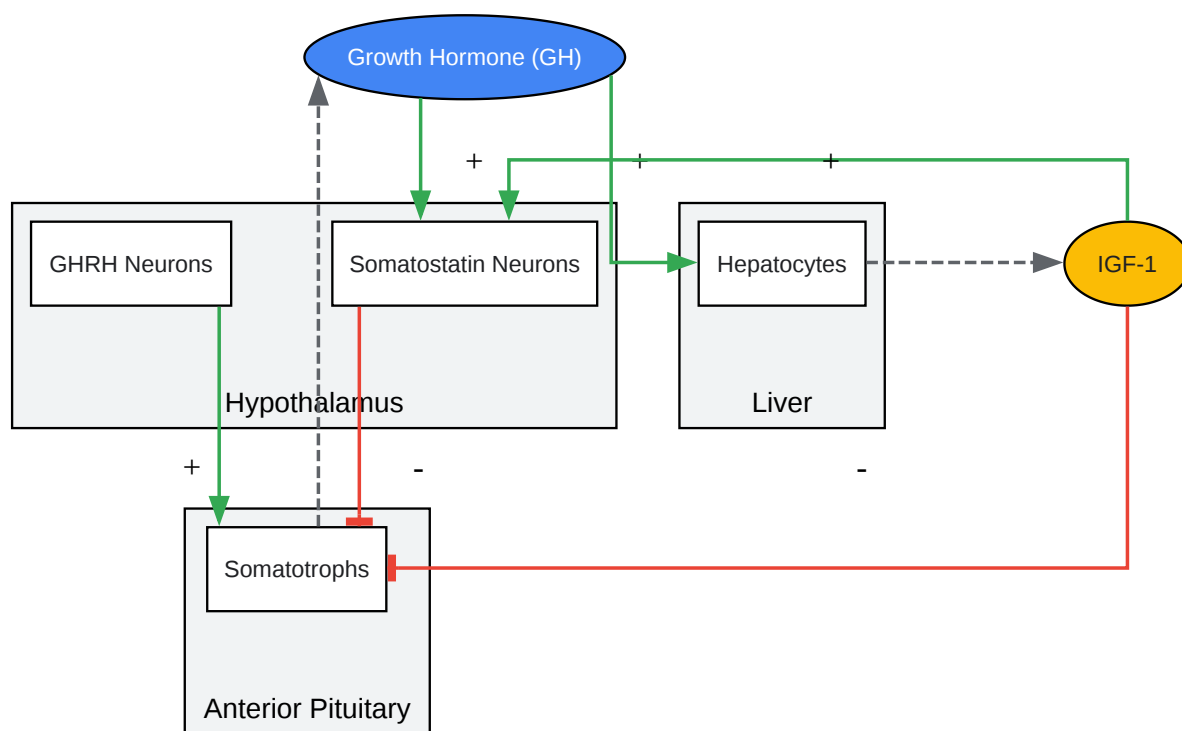 Growth Hormone (GH)
+ + +
GHRH Neurons
Somatostatin Neurons
Hepatocytes
IGF-1
Hypothalamus
Liver
+ - -
Somatotrophs
Anterior Pituitary